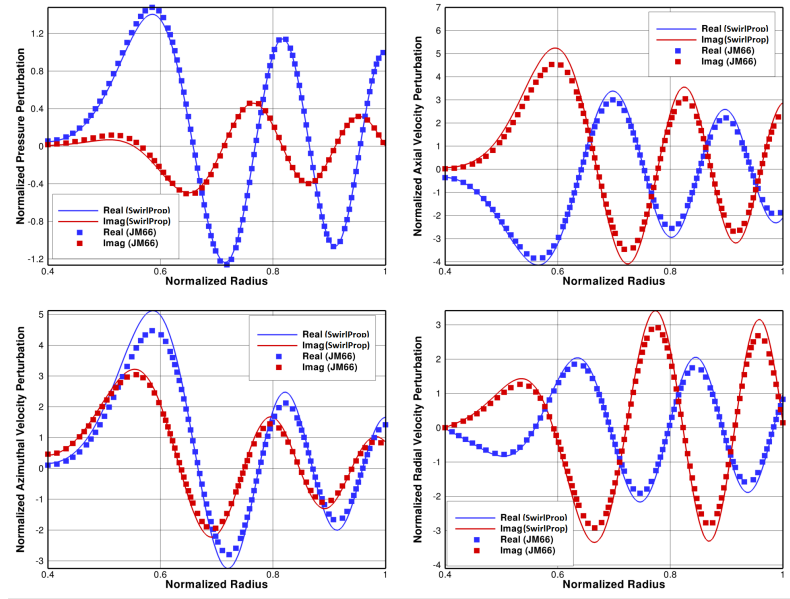 Normalized Pressure Perturbation
1.2
0.8
0.4
0
-0.4
-0.8
-1.2
Real (SwirlProp)
Imag(SwirlProp)
Real (JM66)
Imag (JM66)
0.4
0.6
0.8
1
Normalized Radius
Normalized Axial Velocity Perturbation
7
6
5
4
3
2
1
0
-1
-2
-3
-4
Real (SwirlProp)
Imag(SwirlProp)
Real (JM66)
Imag (JM66)
0.4
0.6
0.8
1
Normalized Radius
Normalized Azimuthal Velocity Perturbation
5
4
3
2
1
0
-1
-2
-3
Real (SwirlProp)
Imag(SwirlProp)
Real (JM66)
Imag (JM66)
0.4
0.6
0.8
1
Normalized Radius
Normalized Radial Velocity Perturbation
3
2
1
0
-1
-2
-3
-4
Real (SwirlProp)
Imag(SwirlProp)
Real (JM66)
Imag (JM66)
0.4
0.6
0.8
1
Normalized Radius